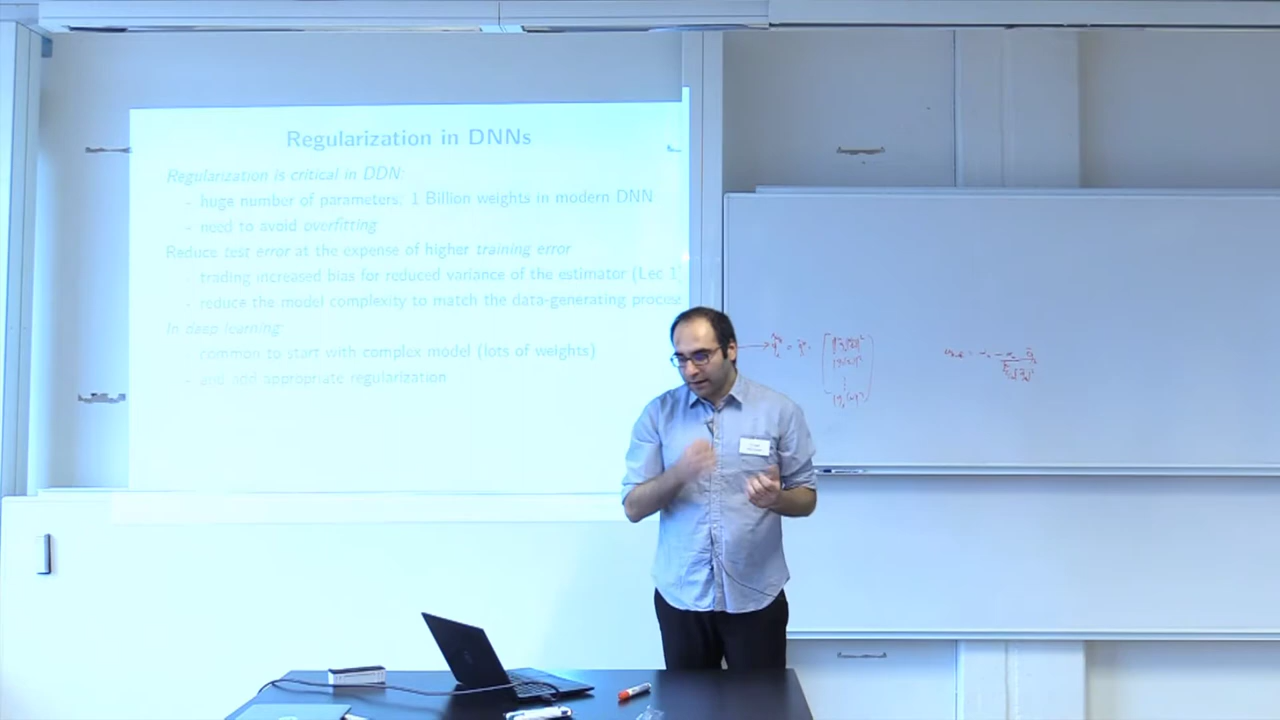 Regularization in DNNs
Regularization is critical in DDN:
- huge number of parameters: 1 Billion weights in modern DNN
- need to avoid overfitting
Reduce test error at the expense of higher training error
- trading increased bias for reduced variance of the estimator (Lec 1)
- reduce the model complexity to match the data-generating process
In deep learning:
- common to start with complex model (lots of weights)
- and add appropriate regularization